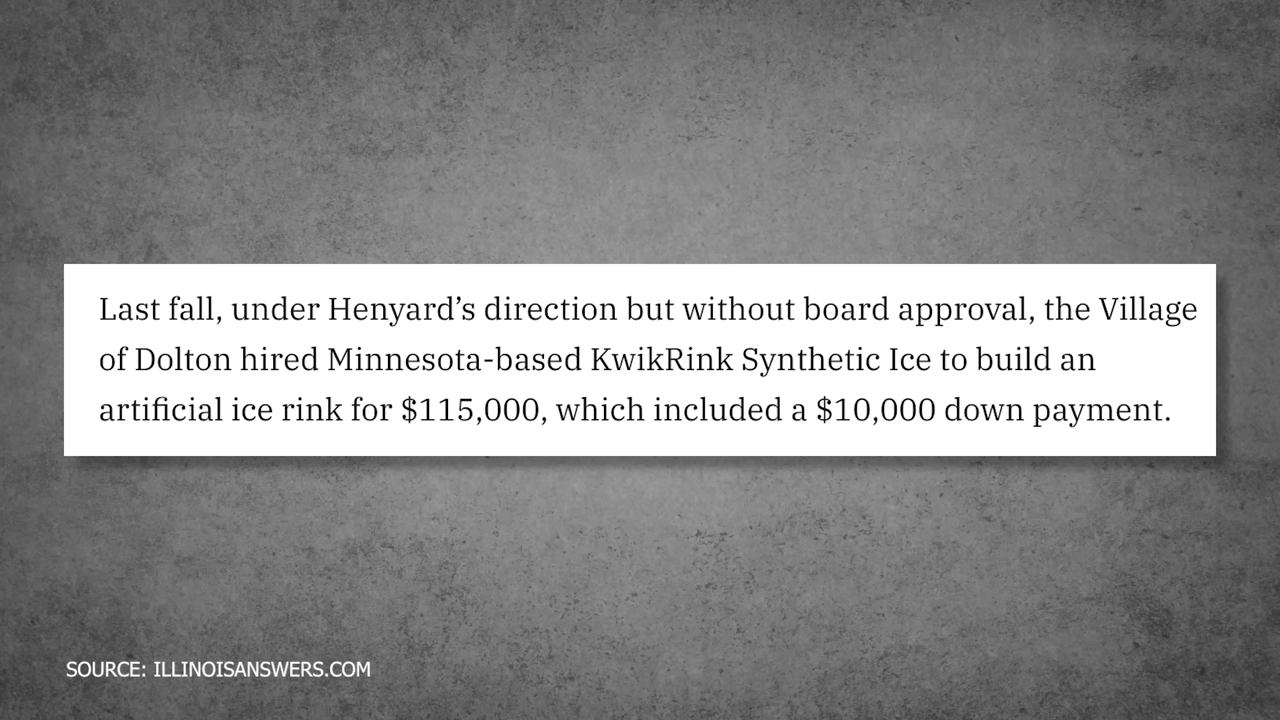 Last fall, under Henyard’s direction but without board approval, the Village
of Dolton hired Minnesota-based KwikRink Synthetic Ice to build an
artificial ice rink for $115,000, which included a $10,000 down payment.
SOURCE: ILLINOISANSWERS.COM